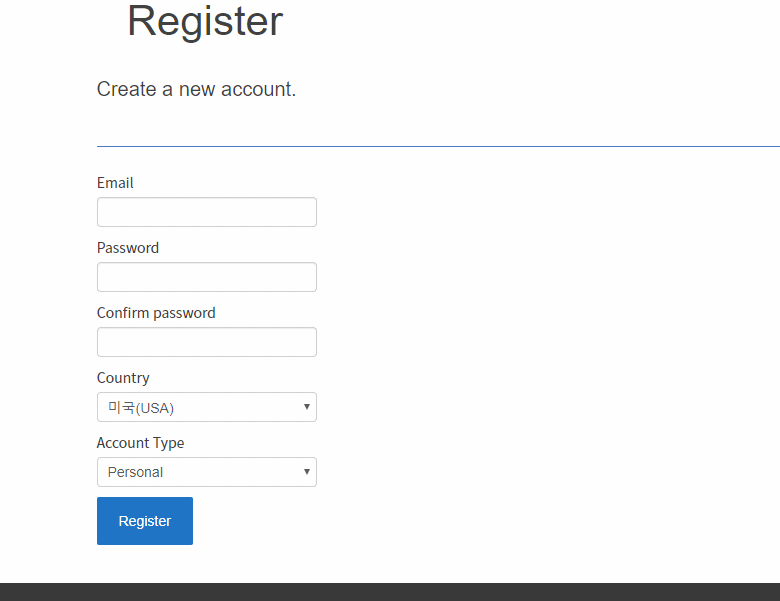 Register
Create a new account.
Email
Password
Confirm password
Country
미국(USA)
Account Type
Personal
Register